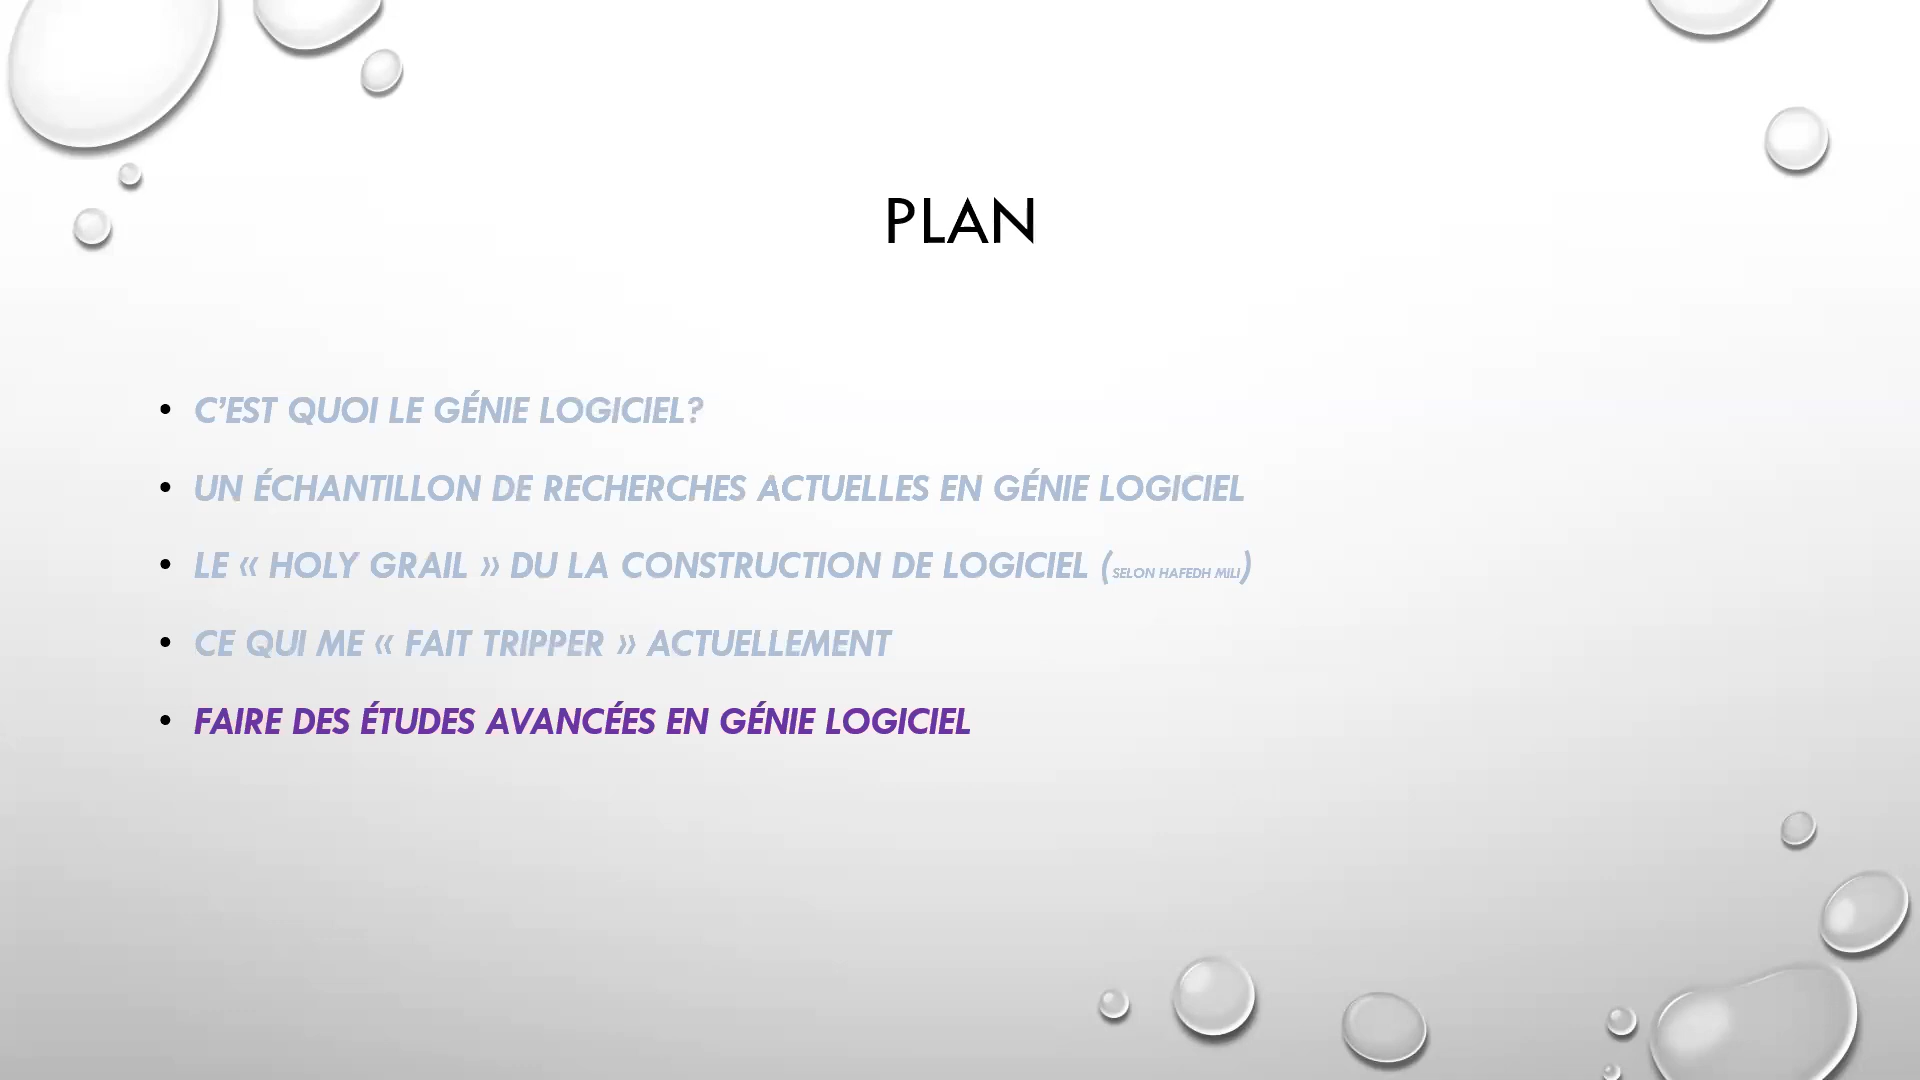 PLAN
• C'EST QUOI LE GÉNIE LOGICIEL?
• UN ÉCHANTILLON DE RECHERCHES ACTUELLES EN GÉNIE LOGICIEL
• LE « HOLY GRAIL » DU LA CONSTRUCTION DE LOGICIEL (SELON HAFEDH MILI)
• CE QUI ME « FAIT TRIPPER » ACTUELLEMENT
• FAIRE DES ÉTUDES AVANCÉES EN GÉNIE LOGICIEL